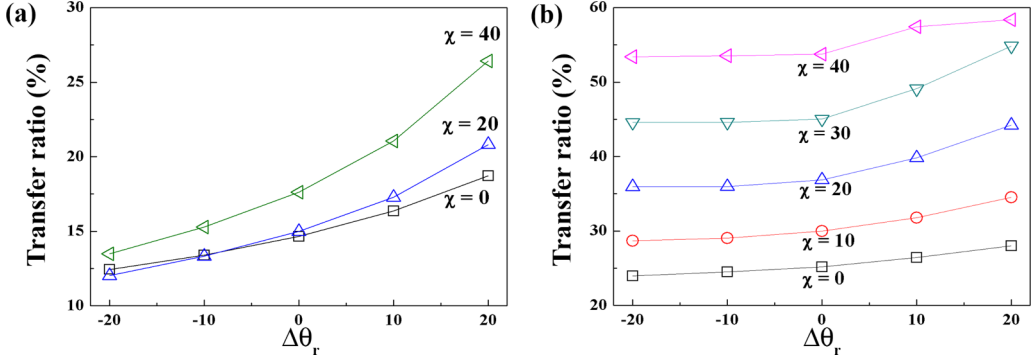 (a)
Transfer ratio (%)
30
25
20
15
10
χ = 40
χ = 20
χ = 0
-20 -10 0 10 20
Δθr
(b)
Transfer ratio (%)
60
50
40
30
20
χ = 40
χ = 30
χ = 20
χ = 10
χ = 0
-20 -10 0 10 20
Δθr